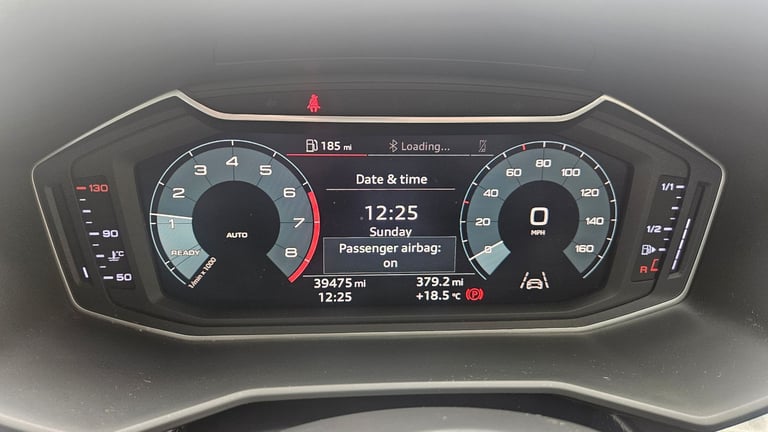 185 mi
Loading...
Date & time
12:25
Sunday
Passenger airbag:
on
39475 mi
379.2 mi
12:25
+18.5 °C
(P)
1
2
3
4
5
6
7
8
READY
AUTO
1/min x 1000
0
20
40
60
80
100
120
140
160
0
MPH
130
90
°C
50
1/1
1/2
R